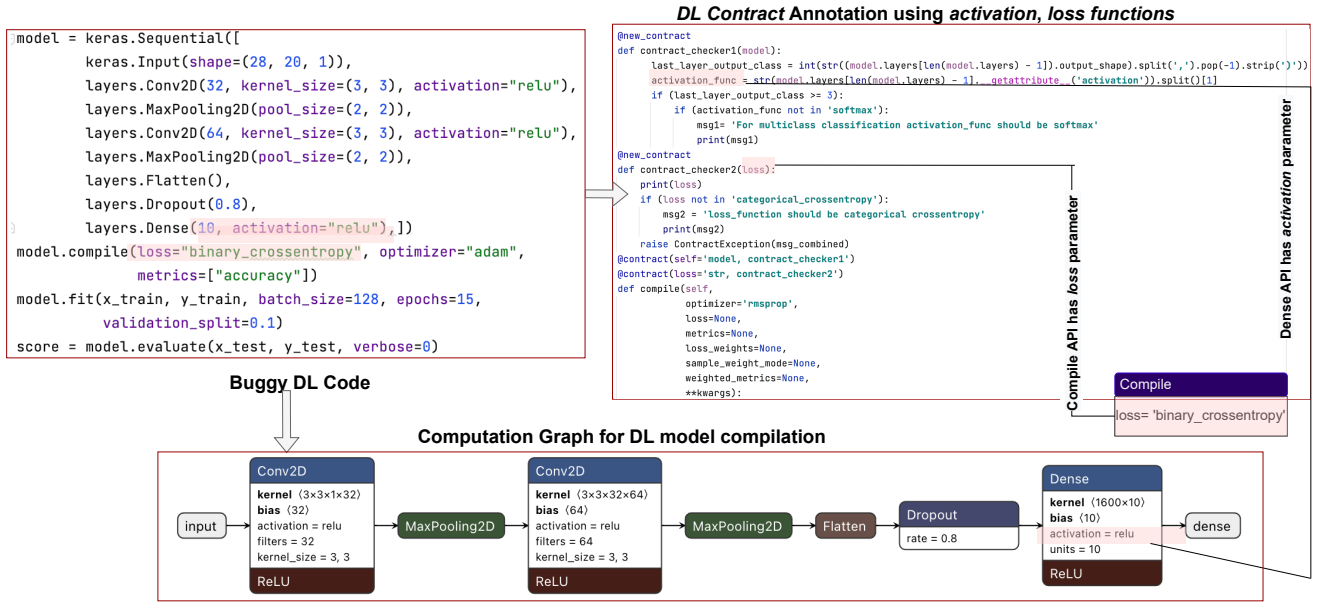 DL Contract Annotation using activation, loss functions
model = keras.Sequential([
keras.Input(shape=(28, 20, 1)),
layers.Conv2D(32, kernel_size=(3, 3), activation="relu"),
layers.MaxPooling2D(pool_size=(2, 2)),
layers.Conv2D(64, kernel_size=(3, 3), activation="relu"),
layers.MaxPooling2D(pool_size=(2, 2)),
layers.Flatten(),
layers.Dropout(0.8),
layers.Dense(10, activation="relu"),])
model.compile(loss="binary_crossentropy", optimizer="adam",
metrics=["accuracy"])
model.fit(x_train, y_train, batch_size=128, epochs=15,
validation_split=0.1)
score = model.evaluate(x_test, y_test, verbose=0)
Buggy DL Code
@new_contract
def contract_checker1(model):
last_layer_output_class = int(str((model.layers[len(model.layers) - 1]).output_shape).split(',').pop(-1).strip(')'))
activation_func = str(model.layers[len(model.layers) - 1].__getattribute__('activation')).split()[1]
if (last_layer_output_class >= 3):
if (activation_func not in 'softmax'):
msg1= 'For multiclass classification activation_func should be softmax'
print(msg1)
@new_contract
def contract_checker2(loss):
print(loss)
if (loss not in 'categorical_crossentropy'):
msg2 = 'loss_function should be categorical crossentropy'
print(msg2)
raise ContractException(msg_combined)
@contract(self='model, contract_checker1')
@contract(loss='str, contract_checker2')
def compile(self,
optimizer='rmsprop',
loss=None,
metrics=None,
loss_weights=None,
sample_weight_mode=None,
weighted_metrics=None,
**kwargs):
Compile API has loss parameter
Dense API has activation parameter
Compile
loss= 'binary_crossentropy'
Computation Graph for DL model compilation
input
Conv2D
kernel ⟨3×3×1×32⟩
bias ⟨32⟩
activation = relu
filters = 32
kernel_size = 3, 3
ReLU
MaxPooling2D
Conv2D
kernel ⟨3×3×32×64⟩
bias ⟨64⟩
activation = relu
filters = 64
kernel_size = 3, 3
ReLU
MaxPooling2D
Flatten
Dropout
rate = 0.8
Dense
kernel ⟨1600×10⟩
bias ⟨10⟩
activation = relu
units = 10
ReLU
dense